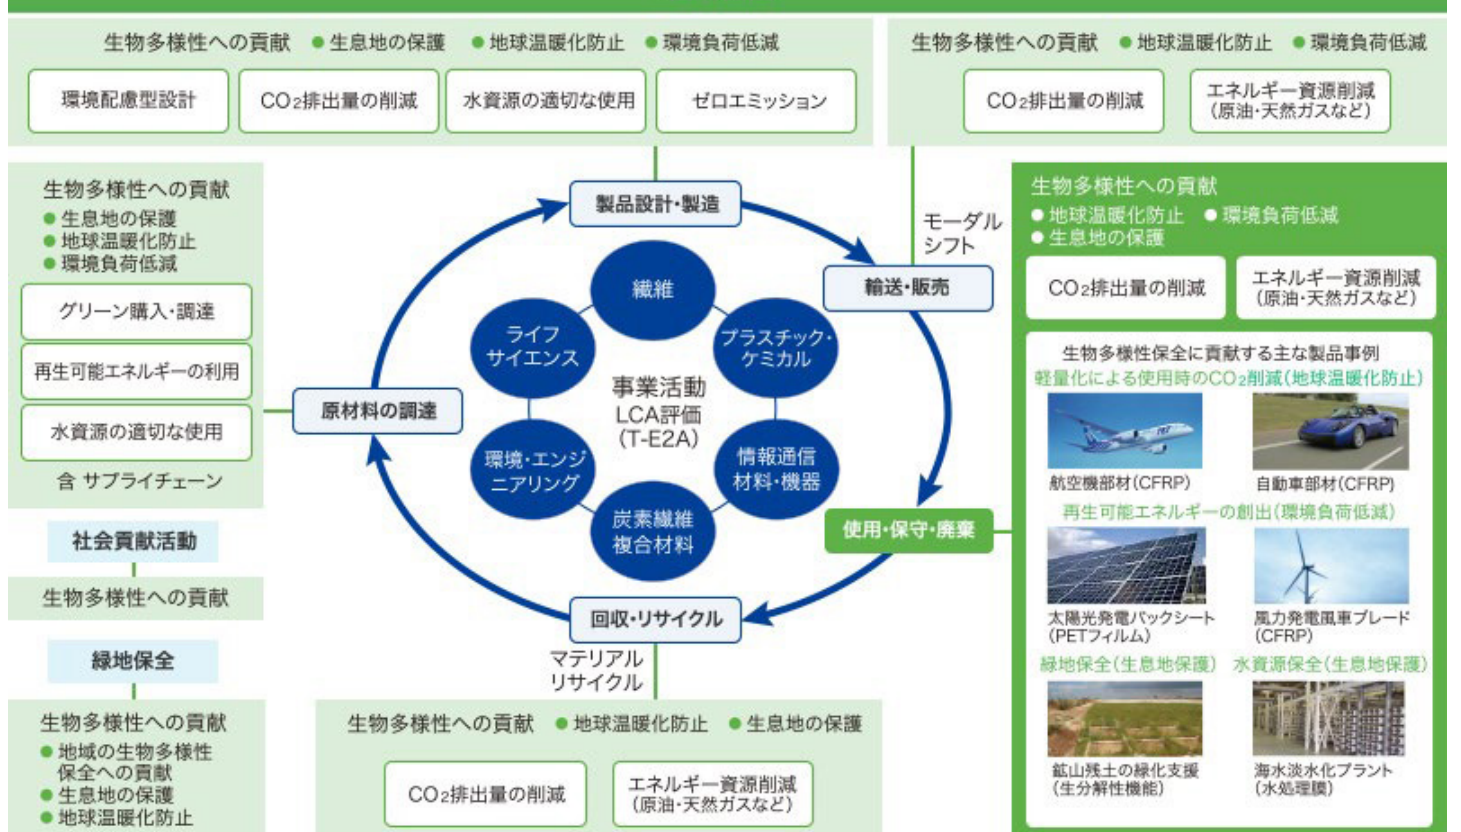 生物多様性への貢献 ●生息地の保護 ●地球温暖化防止 ●環境負荷低減
環境配慮型設計
CO2排出量の削減
水資源の適切な使用
ゼロエミッション
生物多様性への貢献 ●地球温暖化防止 ●環境負荷低減
CO2排出量の削減
エネルギー資源削減
(原油・天然ガスなど)
生物多様性への貢献
●生息地の保護
●地球温暖化防止
●環境負荷低減
グリーン購入・調達
再生可能エネルギーの利用
水資源の適切な使用
含 サプライチェーン
社会貢献活動
生物多様性への貢献
緑地保全
生物多様性への貢献
●地域の生物多様性
保全への貢献
●生息地の保護
●地球温暖化防止
製品設計・製造
モーダル
シフト
輸送・販売
使用・保守・廃棄
回収・リサイクル
マテリアル
リサイクル
原材料の調達
繊維
プラスチック・
ケミカル
情報通信
材料・機器
炭素繊維
複合材料
環境・エンジ
ニアリング
ライフ
サイエンス
事業活動
LCA評価
(T-E2A)
生物多様性への貢献 ●地球温暖化防止 ●生息地の保護
CO2排出量の削減
エネルギー資源削減
(原油・天然ガスなど)
生物多様性への貢献
●地球温暖化防止 ●環境負荷低減
●生息地の保護
CO2排出量の削減
エネルギー資源削減
(原油・天然ガスなど)
生物多様性保全に貢献する主な製品事例
軽量化による使用時のCO2削減(地球温暖化防止)
航空機部材(CFRP)
自動車部材(CFRP)
再生可能エネルギーの創出(環境負荷低減)
太陽光発電バックシート
(PETフィルム)
風力発電風車ブレード
(CFRP)
緑地保全(生息地保護)
水資源保全(生息地保護)
鉱山残土の緑化支援
(生分解性機能)
海水淡水化プラント
(水処理膜)